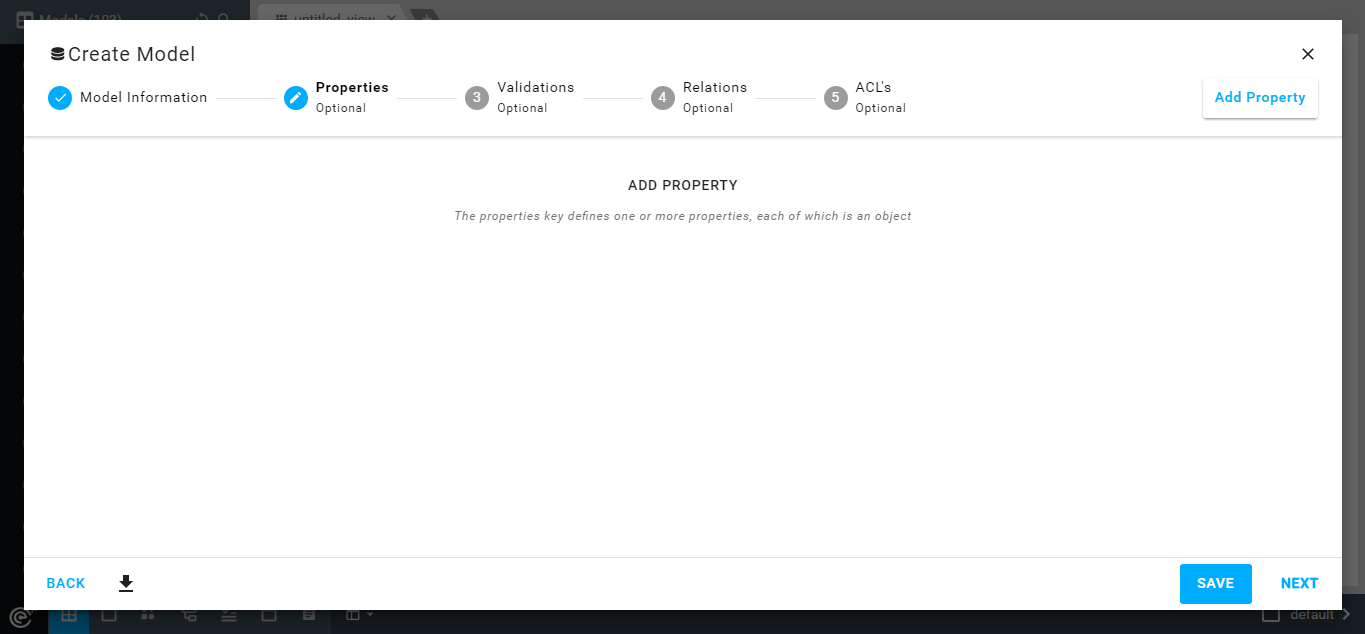 Models (103)
untitled_view
Create Model
Model Information
Properties
Optional
3
Validations
Optional
4
Relations
Optional
5
ACL's
Optional
Add Property
ADD PROPERTY
The properties key defines one or more properties, each of which is an object
BACK
SAVE
NEXT
default